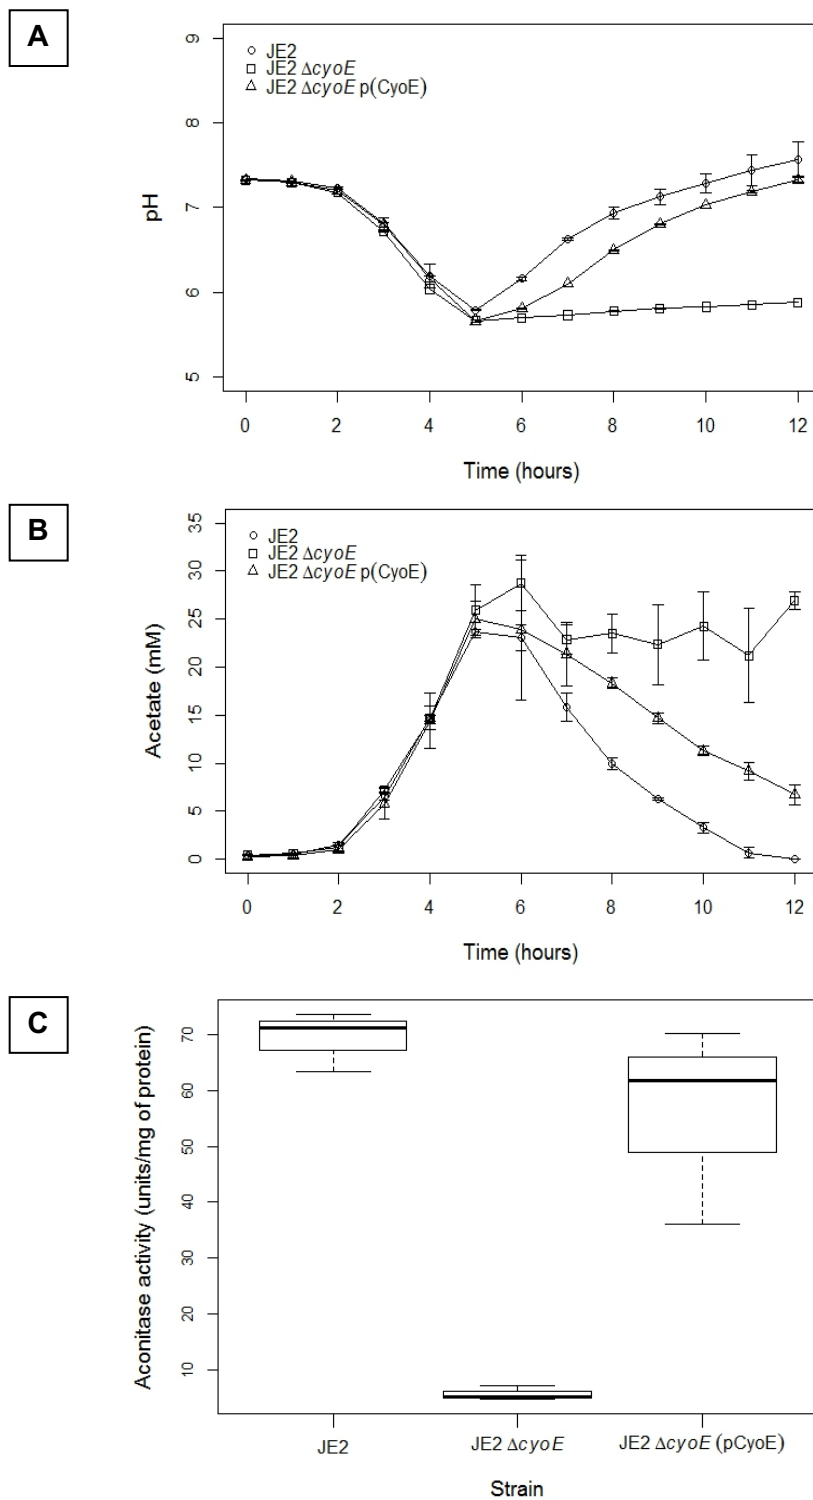 A
9
8
7
6
5
pH
JE2
JE2 ΔcyoE
JE2 ΔcyoE p(CyoE)
0 2 4 6 8 10 12
Time (hours)
B
35
30
25
20
15
10
5
0
Acetate (mM)
JE2
JE2 ΔcyoE
JE2 ΔcyoE p(CyoE)
0 2 4 6 8 10 12
Time (hours)
C
70
60
50
40
30
20
10
Aconitase activity (units/mg of protein)
JE2 JE2 ΔcyoE JE2 ΔcyoE (pCyoE)
Strain